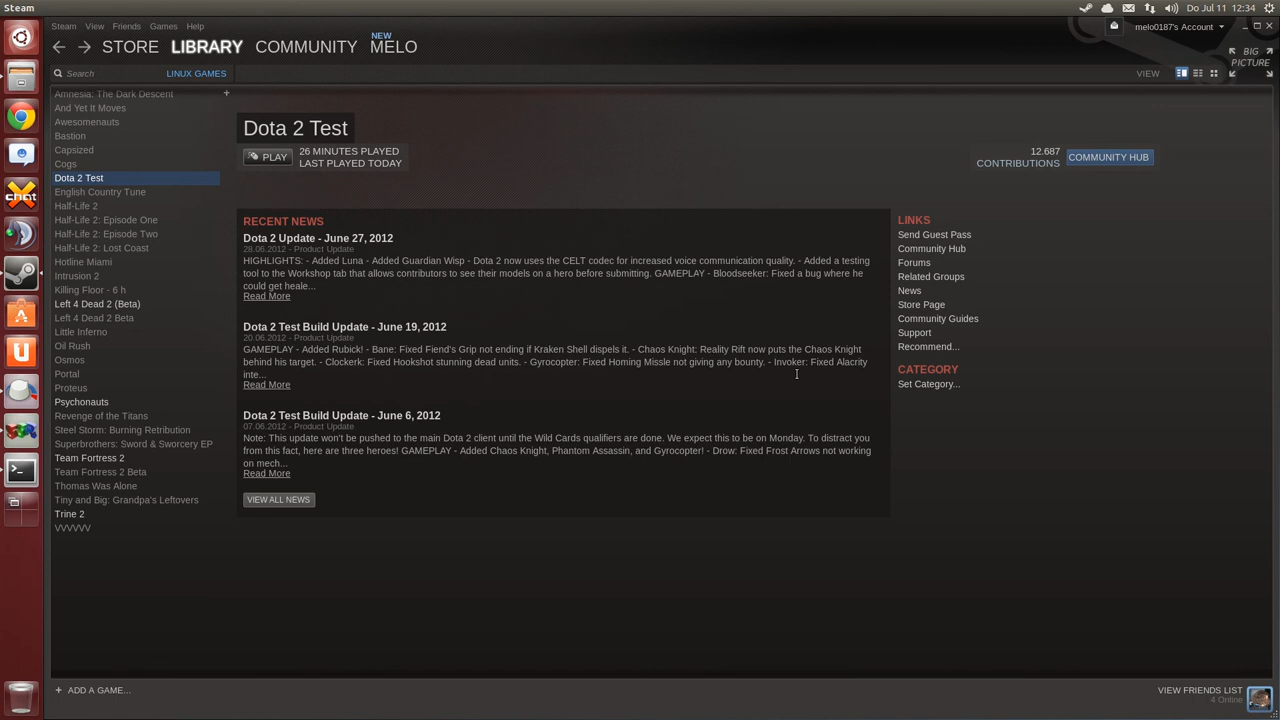 Steam
Do Jul 11 12:34
Steam View Friends Games Help
melo0187's Account
STORE LIBRARY COMMUNITY MELO
NEW
BIG PICTURE
Search
LINUX GAMES
VIEW
Amnesia: The Dark Descent
+
And Yet It Moves
Awesomenauts
Bastion
Capsized
Cogs
Dota 2 Test
English Country Tune
Half-Life 2
Half-Life 2: Episode One
Half-Life 2: Episode Two
Half-Life 2: Lost Coast
Hotline Miami
Intrusion 2
Killing Floor - 6 h
Left 4 Dead 2 (Beta)
Left 4 Dead 2 Beta
Little Inferno
Oil Rush
Osmos
Portal
Proteus
Psychonauts
Revenge of the Titans
Steel Storm: Burning Retribution
Superbrothers: Sword & Sworcery EP
Team Fortress 2
Team Fortress 2 Beta
Thomas Was Alone
Tiny and Big: Grandpa's Leftovers
Trine 2
VVVVVV
Dota 2 Test
PLAY
26 MINUTES PLAYED
LAST PLAYED TODAY
12.687
CONTRIBUTIONS
COMMUNITY HUB
RECENT NEWS
Dota 2 Update - June 27, 2012
28.06.2012 - Product Update
HIGHLIGHTS: - Added Luna - Added Guardian Wisp - Dota 2 now uses the CELT codec for increased voice communication quality. - Added a testing
tool to the Workshop tab that allows contributors to see their models on a hero before submitting. GAMEPLAY - Bloodseeker: Fixed a bug where he
could get heale...
Read More
Dota 2 Test Build Update - June 19, 2012
20.06.2012 - Product Update
GAMEPLAY - Added Rubick! - Bane: Fixed Fiend's Grip not ending if Kraken Shell dispels it. - Chaos Knight: Reality Rift now puts the Chaos Knight
behind his target. - Clockerk: Fixed Hookshot stunning dead units. - Gyrocopter: Fixed Homing Missle not giving any bounty. - Invoker: Fixed Alacrity
inte...
Read More
Dota 2 Test Build Update - June 6, 2012
07.06.2012 - Product Update
Note: This update won't be pushed to the main Dota 2 client until the Wild Cards qualifiers are done. We expect this to be on Monday. To distract you
from this fact, here are three heroes! GAMEPLAY - Added Chaos Knight, Phantom Assassin, and Gyrocopter! - Drow: Fixed Frost Arrows not working
on mech...
Read More
VIEW ALL NEWS
LINKS
Send Guest Pass
Community Hub
Forums
Related Groups
News
Store Page
Community Guides
Support
Recommend...
CATEGORY
Set Category...
+ ADD A GAME...
VIEW FRIENDS LIST
4 Online